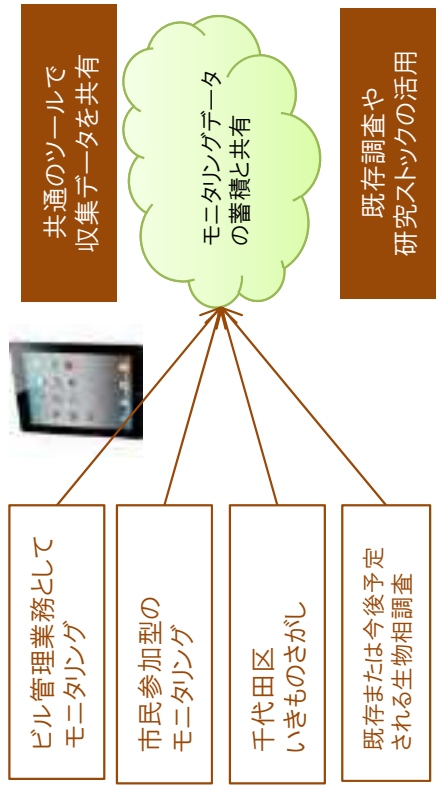 ビル管理業務として
モニタリング
市民参加型の
モニタリング
千代田区
いきものさがし
既存または今後予定
される生物相調査
共通のツールで
収集データを共有
モニタリングデータ
の蓄積と共有
既存調査や
研究ストックの活用